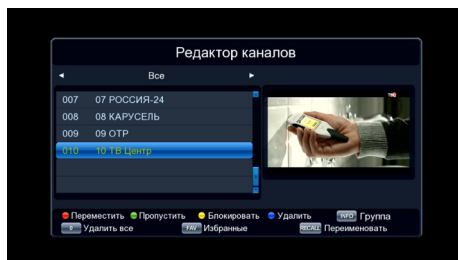 Редактор каналов
Все
007 07 РОССИЯ-24
008 08 КАРУСЕЛЬ
009 09 ОТР
010 10 ТВ Центр
Переместить Пропустить Блокировать Удалить INFO Группа
0 Удалить все FAV Избранные RECALL Переименовать